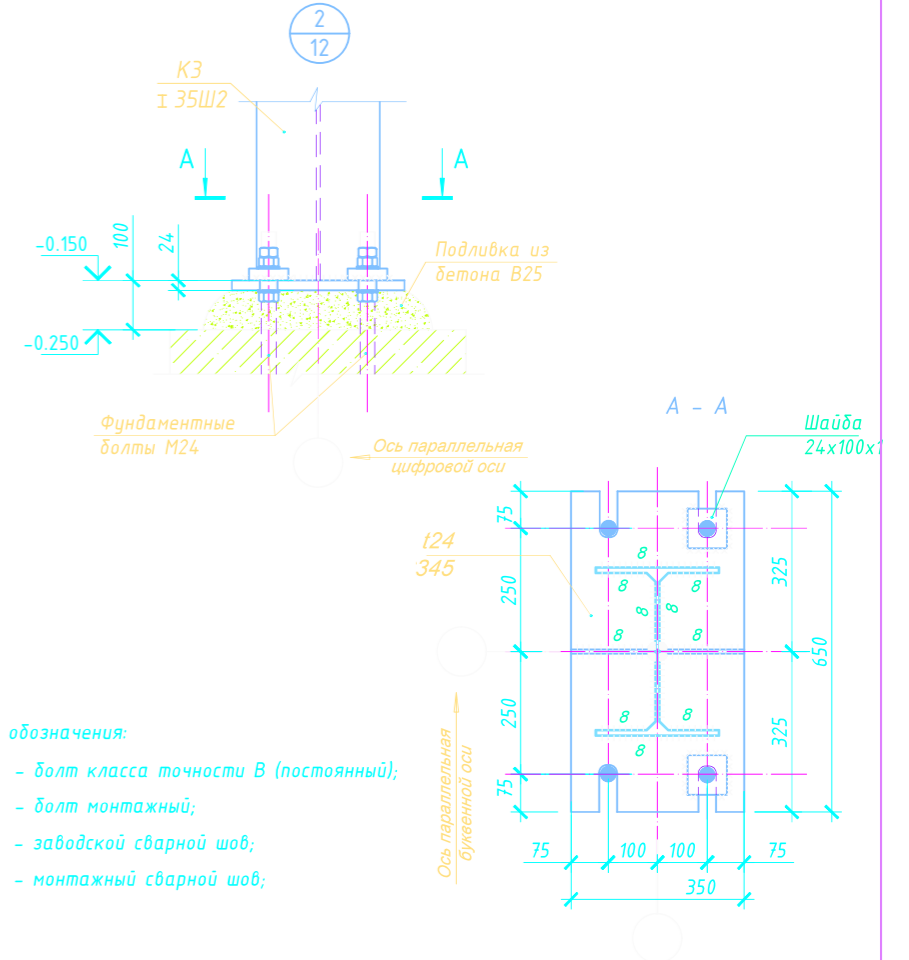 2
12
К3
I 35Ш2
А
А
-0.150
100
24
-0.250
Подливка из
бетона В25
Фундаментные
болты М24
Ось параллельная
цифровой оси
А - А
Шайба
24х100х1
t24
345
75
250
250
75
325
325
650
8
8
8
8
8
8
8
8
8
8
Ось параллельная
буквенной оси
75
100
100
75
350
обозначения:
- болт класса точности В (постоянный);
- болт монтажный;
- заводской сварной шов;
- монтажный сварной шов;